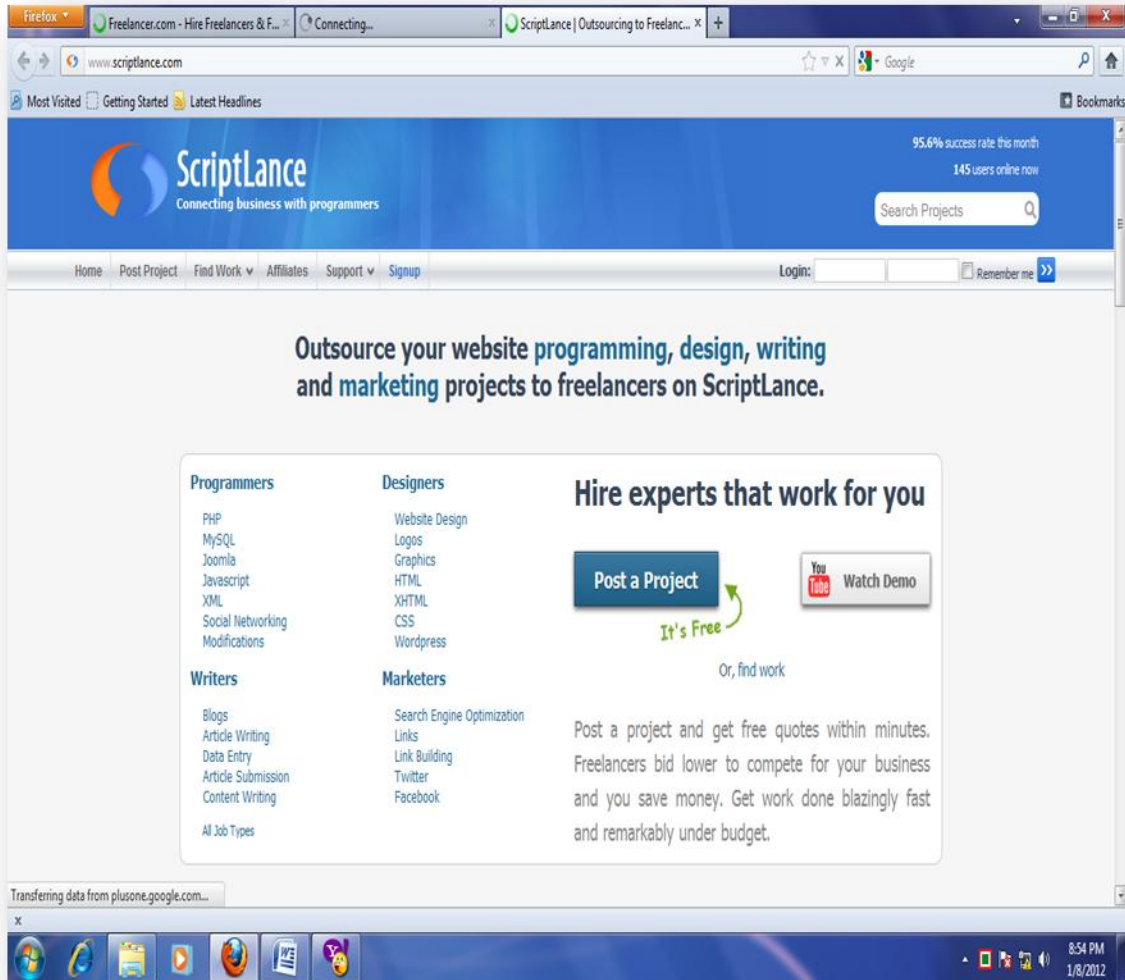 Firefox
Freelancer.com - Hire Freelancers & F... × Connecting... × ScriptLance | Outsourcing to Freelanc... × +
www.scriptlance.com
Google
Most Visited Getting Started Latest Headlines Bookmarks
ScriptLance
Connecting business with programmers
95.6% success rate this month
145 users online now
Search Projects
Home Post Project Find Work Affiliates Support Signup Login: Remember me »
Outsource your website programming, design, writing
and marketing projects to freelancers on ScriptLance.
Programmers
PHP
MySQL
Joomla
Javascript
XML
Social Networking
Modifications
Designers
Website Design
Logos
Graphics
HTML
XHTML
CSS
Wordpress
Writers
Blogs
Article Writing
Data Entry
Article Submission
Content Writing
All Job Types
Marketers
Search Engine Optimization
Links
Link Building
Twitter
Facebook
Hire experts that work for you
Post a Project
You
Tube
Watch Demo
It's Free
Or, find work
Post a project and get free quotes within minutes.
Freelancers bid lower to compete for your business
and you save money. Get work done blazingly fast
and remarkably under budget.
Transferring data from plusone.google.com...
x
8:54 PM
1/8/2012